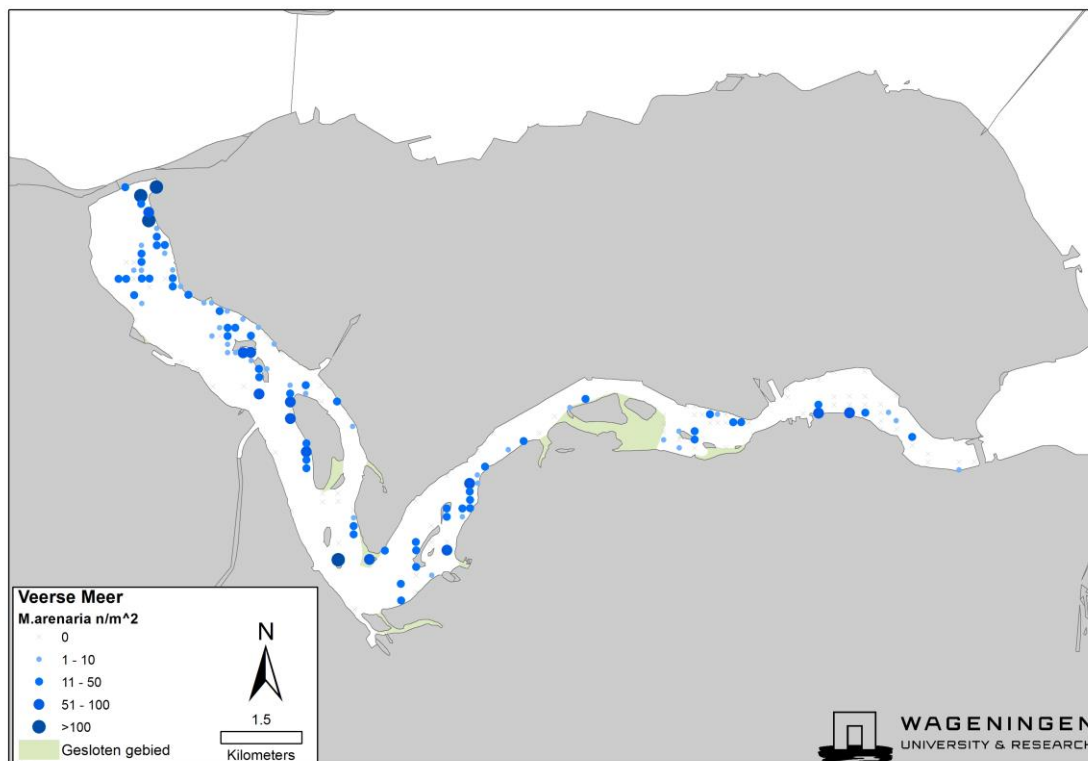 Veerse Meer
M.arenaria n/m^2
0
1 - 10
11 - 50
51 - 100
>100
Gesloten gebied
N
1.5
Kilometers
WAGENINGEN
UNIVERSITY & RESEARCH